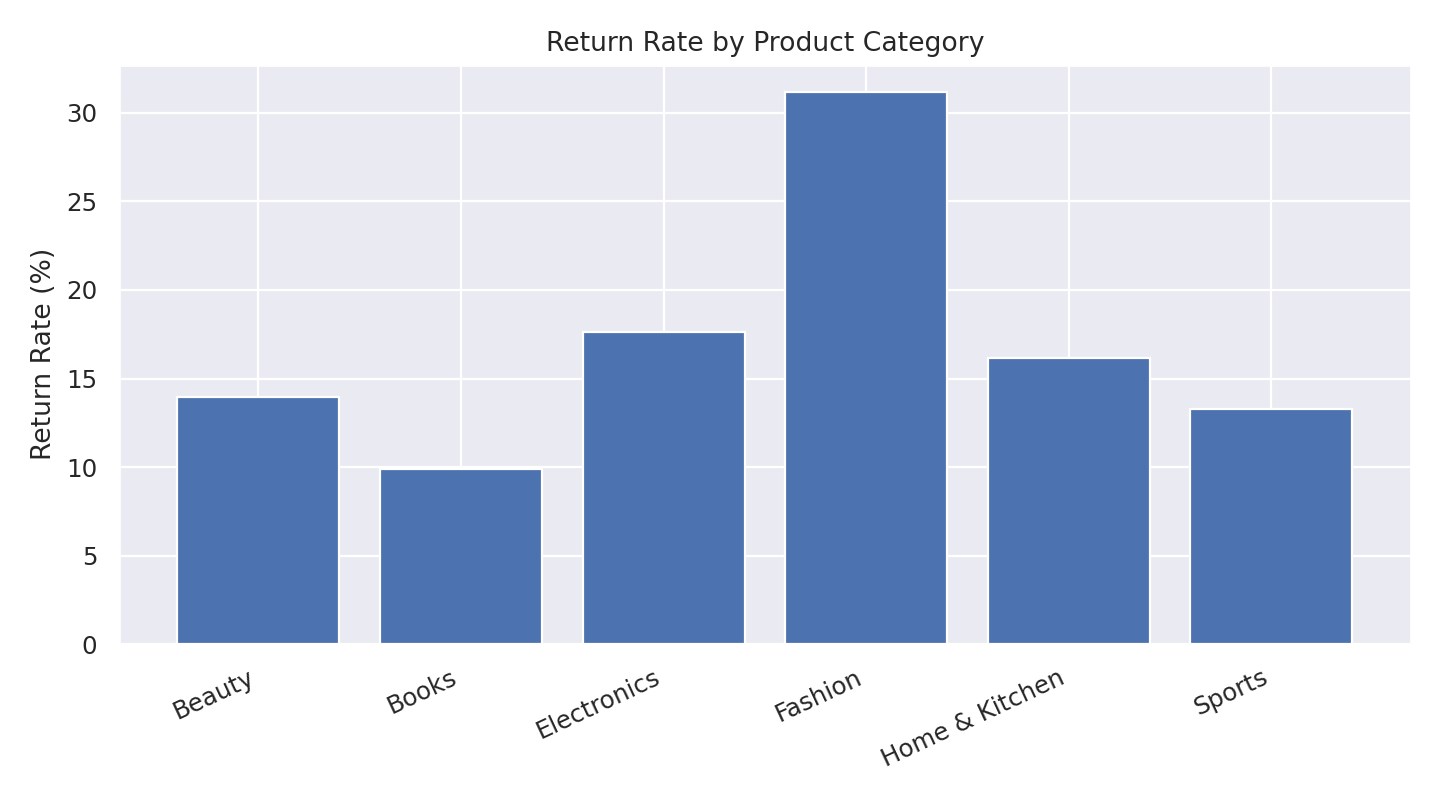 Return Rate by Product Category
Return Rate (%)
30
25
20
15
10
5
0
Beauty
Books
Electronics
Fashion
Home & Kitchen
Sports